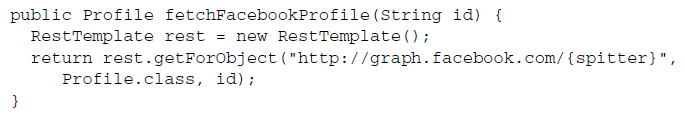 public Profile fetchFacebookProfile(String id) {
  RestTemplate rest = new RestTemplate();
  return rest.getForObject("http://graph.facebook.com/{spitter}",
     Profile.class, id);
}